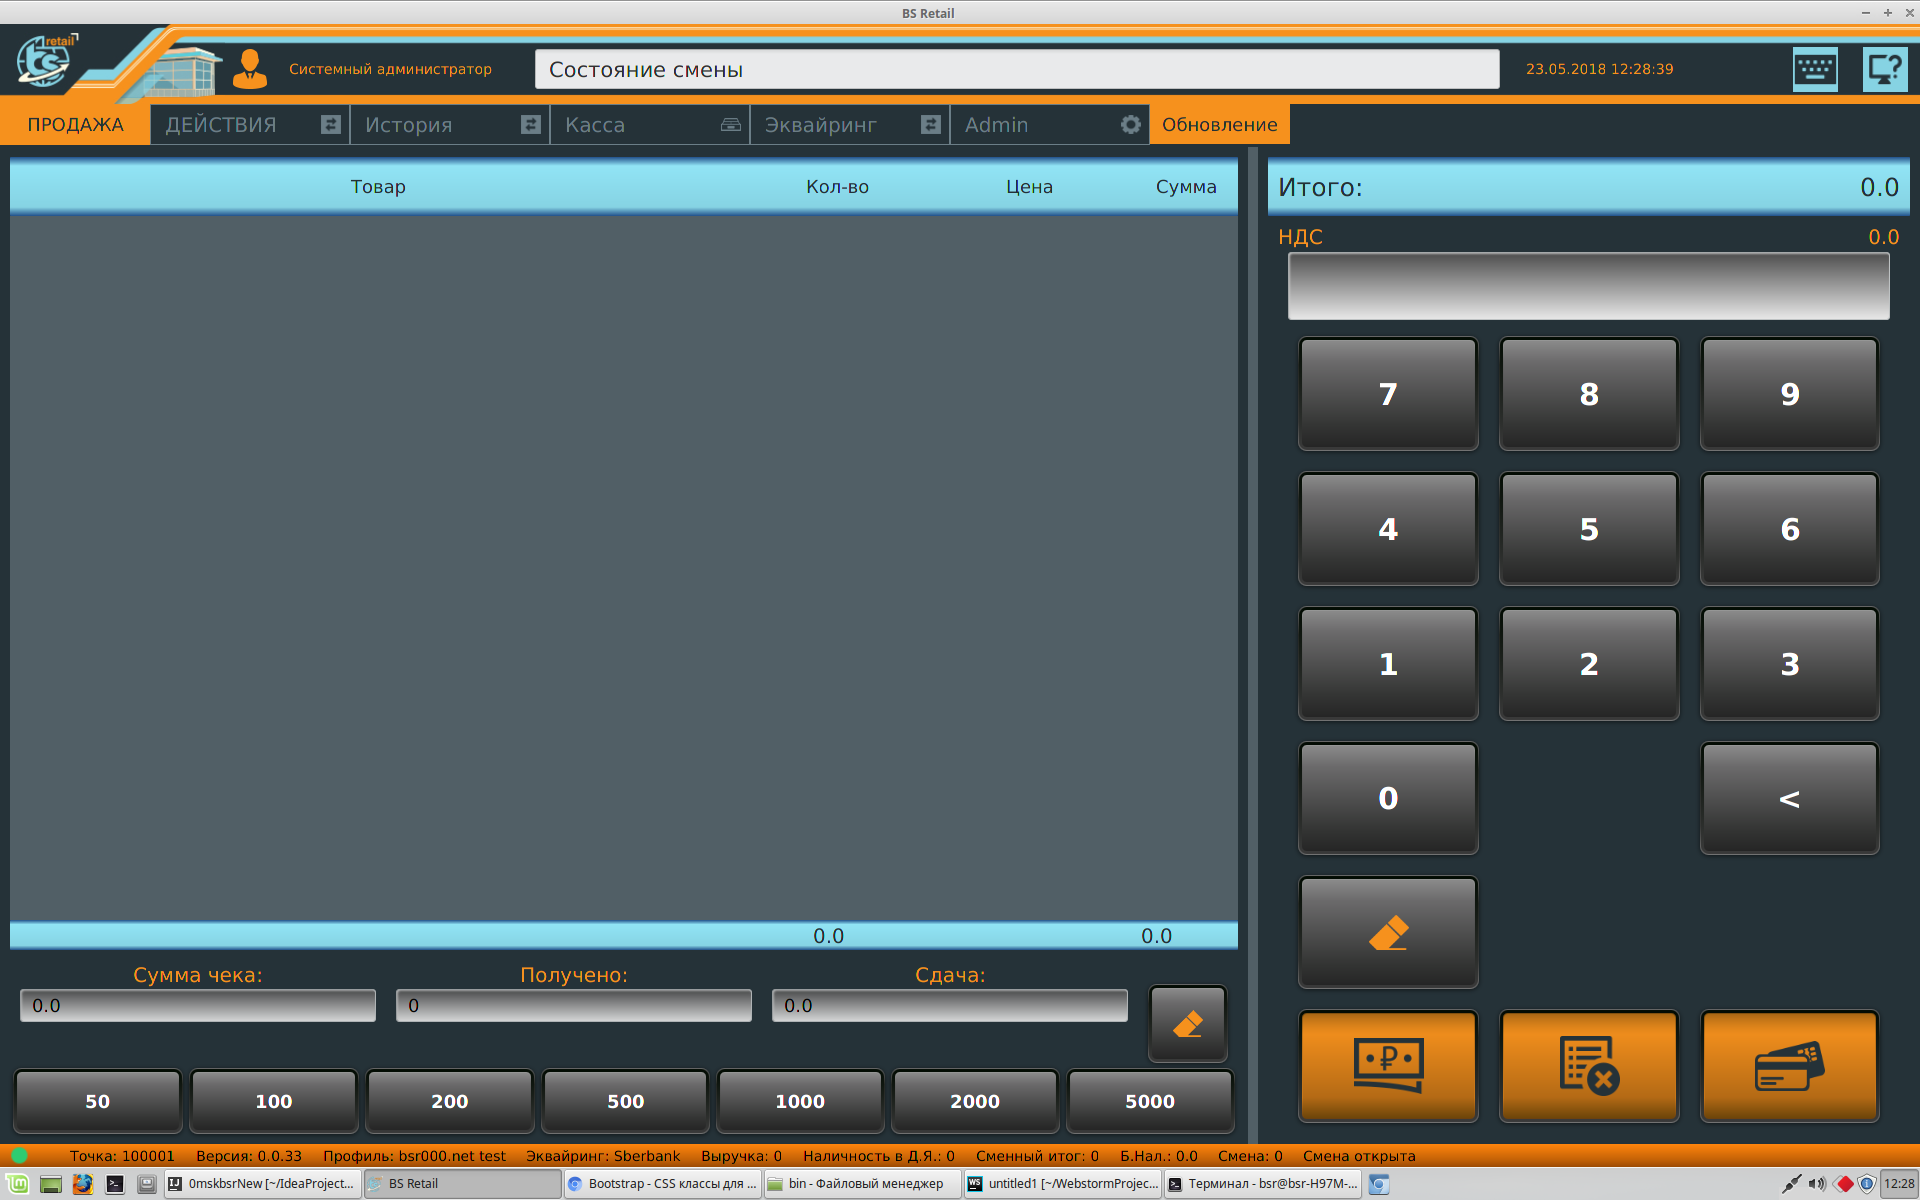 BS Retail
retail
bs
Системный администратор
Состояние смены
23.05.2018 12:28:39
ПРОДАЖА
ДЕЙСТВИЯ
История
Касса
Эквайринг
Admin
Обновление
Товар Кол-во Цена Сумма
Итого: 0.0
НДС 0.0
7 8 9
4 5 6
1 2 3
0 <
0.0 0.0
Сумма чека: Получено: Сдача:
0.0 0 0.0
50 100 200 500 1000 2000 5000
Точка: 100001 Версия: 0.0.33 Профиль: bsr000.net test Эквайринг: Sberbank Выручка: 0 Наличность в Д.Я.: 0 Сменный итог: 0 Б.Нал.: 0.0 Смена: 0 Смена открыта
0mskbsrNew [~/IdeaProject... BS Retail Bootstrap - CSS классы для ... bin - Файловый менеджер untitled1 [~/WebstormProjec... Терминал - bsr@bsr-H97M-... 12:28